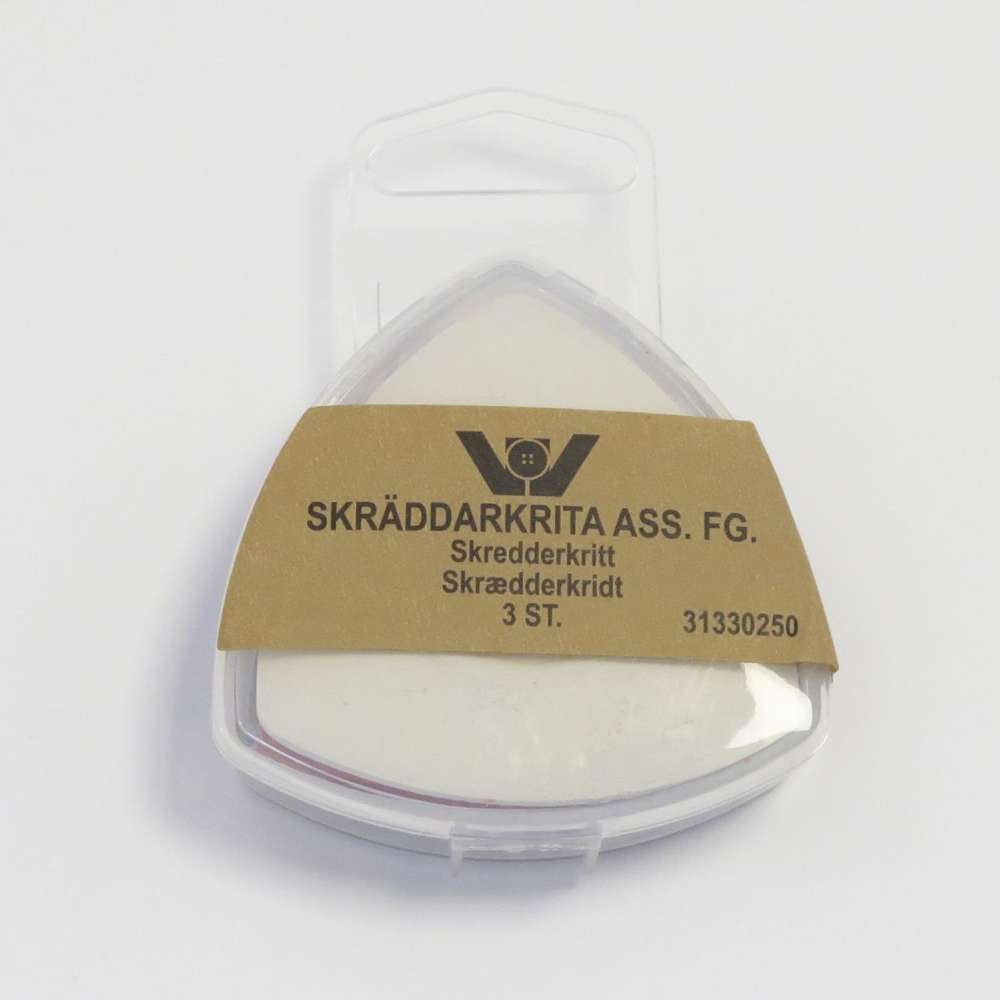 SKRÄDDARKRITA ASS. FG.
Skredderkritt
Skrædderkridt
3 ST.
31330250